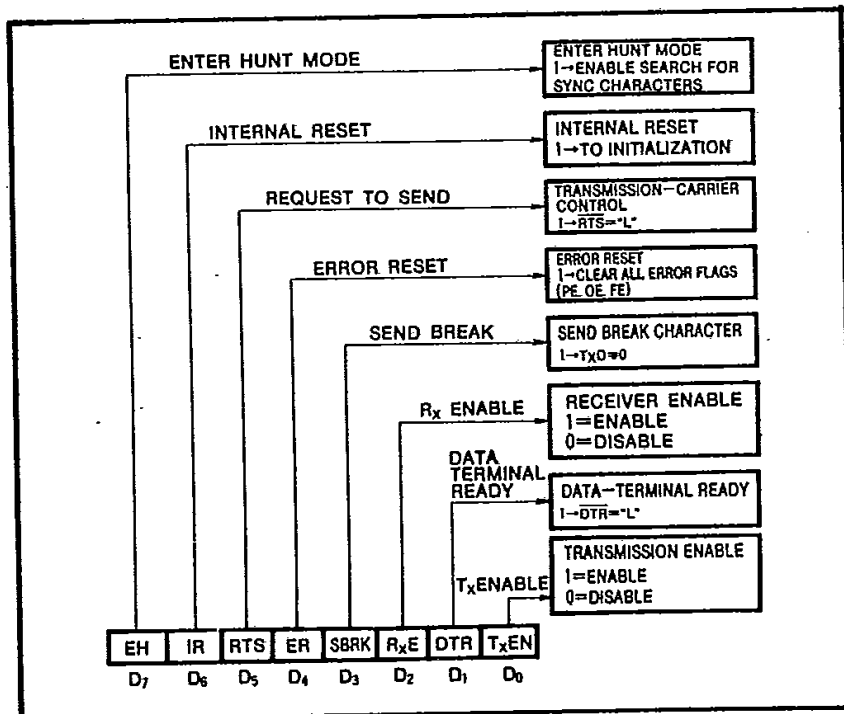 ENTER HUNT MODE
ENTER HUNT MODE
1→ENABLE SEARCH FOR
SYNC CHARACTERS
INTERNAL RESET
INTERNAL RESET
1→TO INITIALIZATION
REQUEST TO SEND
TRANSMISSION-CARRIER
CONTROL
1→R̅T̅S̅="L"
ERROR RESET
ERROR RESET
1→CLEAR ALL ERROR FLAGS
(PE. OE. FE)
SEND BREAK
SEND BREAK CHARACTER
1→TXD=0
RX ENABLE
RECEIVER ENABLE
1=ENABLE
0=DISABLE
DATA
TERMINAL
READY
DATA-TERMINAL READY
1→D̅T̅R̅="L"
TXENABLE
TRANSMISSION ENABLE
1=ENABLE
0=DISABLE
EH IR RTS ER SBRK RXE DTR TXEN
D7 D6 D5 D4 D3 D2 D1 D0